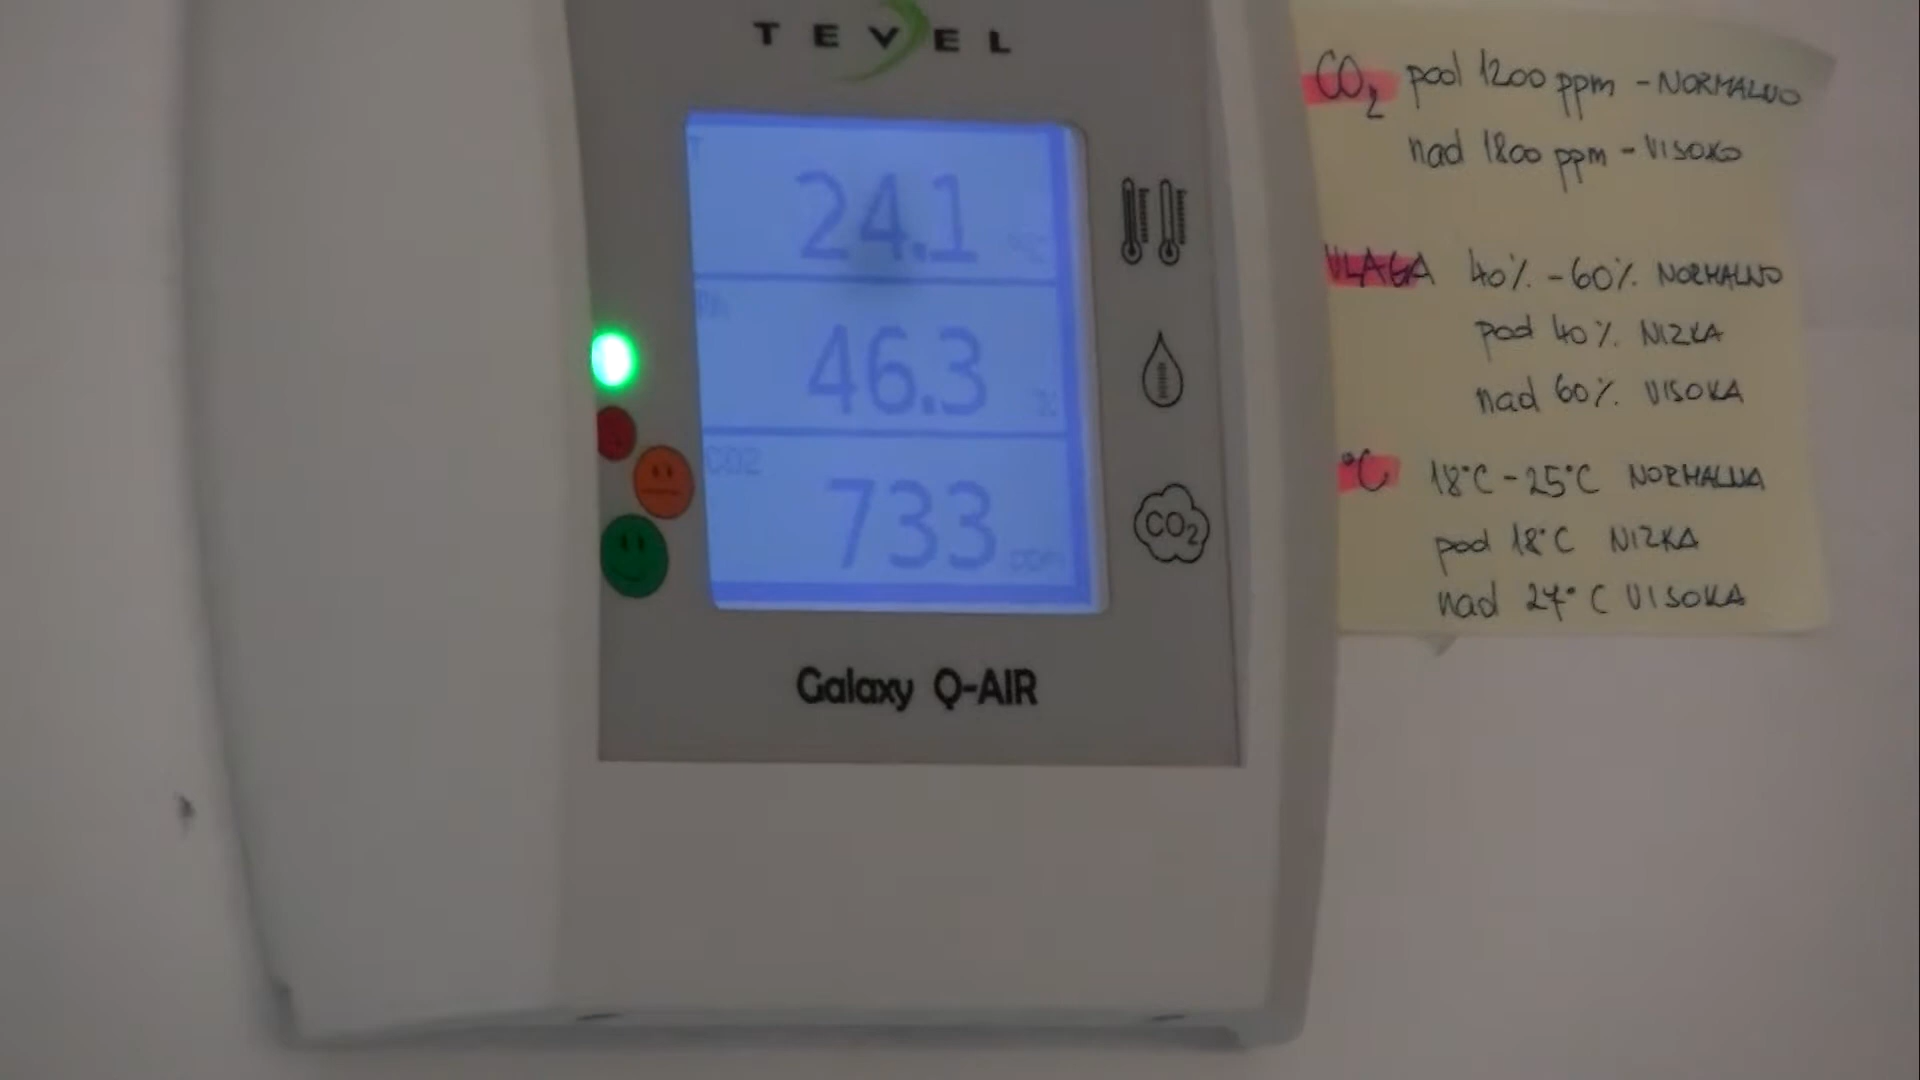 TEVEL
T
24.1 °C
RH
46.3 %
CO2
733 ppm
CO2
Galaxy Q-AIR
CO2 pod 1200 ppm - NORMALNO
nad 1800 ppm - VISOKO
VLAGA 40% - 60% NORMALNO
pod 40% NIZKA
nad 60% VISOKA
°C 18°C - 25°C NORMALNA
pod 18°C NIZKA
nad 27°C VISOKA